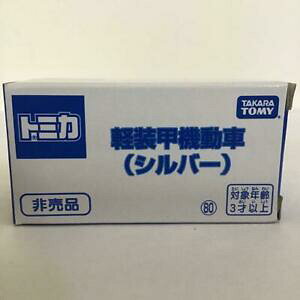 TAKARA
TOMY
トミカ
軽装甲機動車
(シルバー)
非売品
BO
対象年齢
3才以上